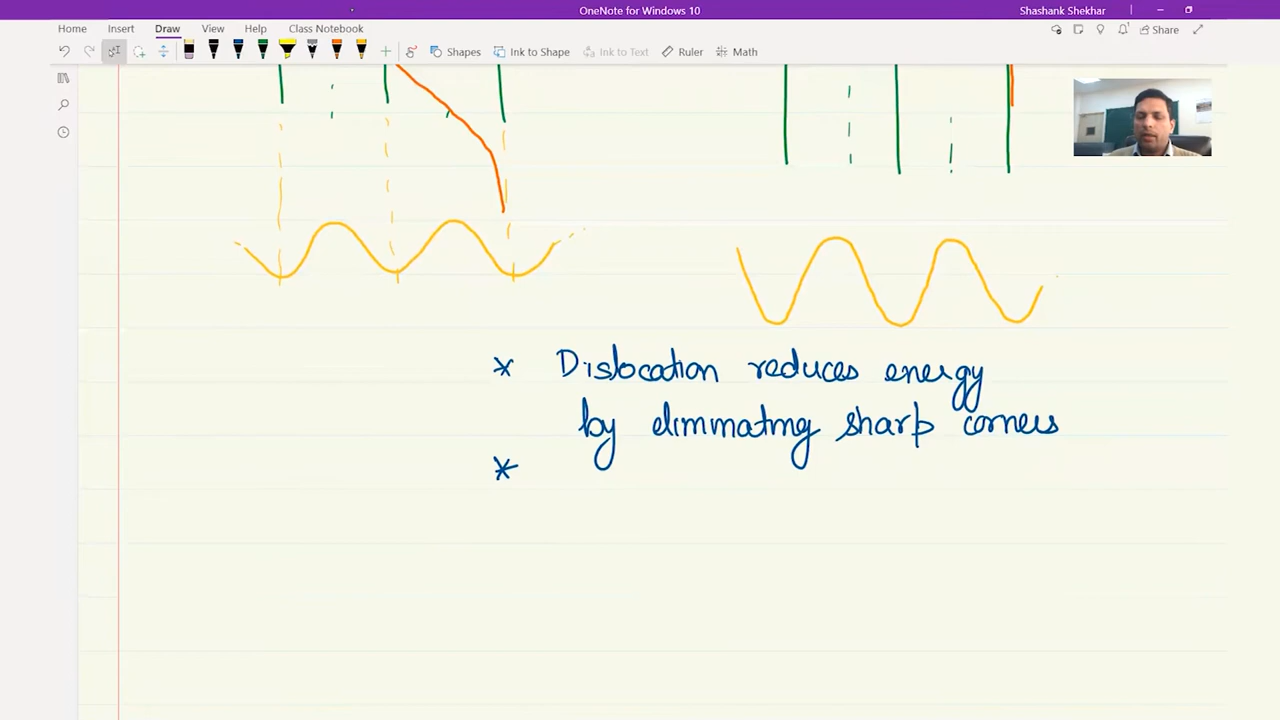 OneNote for Windows 10
Shashank Shekhar
Home Insert Draw View Help Class Notebook
Share
Shapes Ink to Shape Ink to Text Ruler Math
* Dislocation reduces energy
by eliminating sharp corners
*